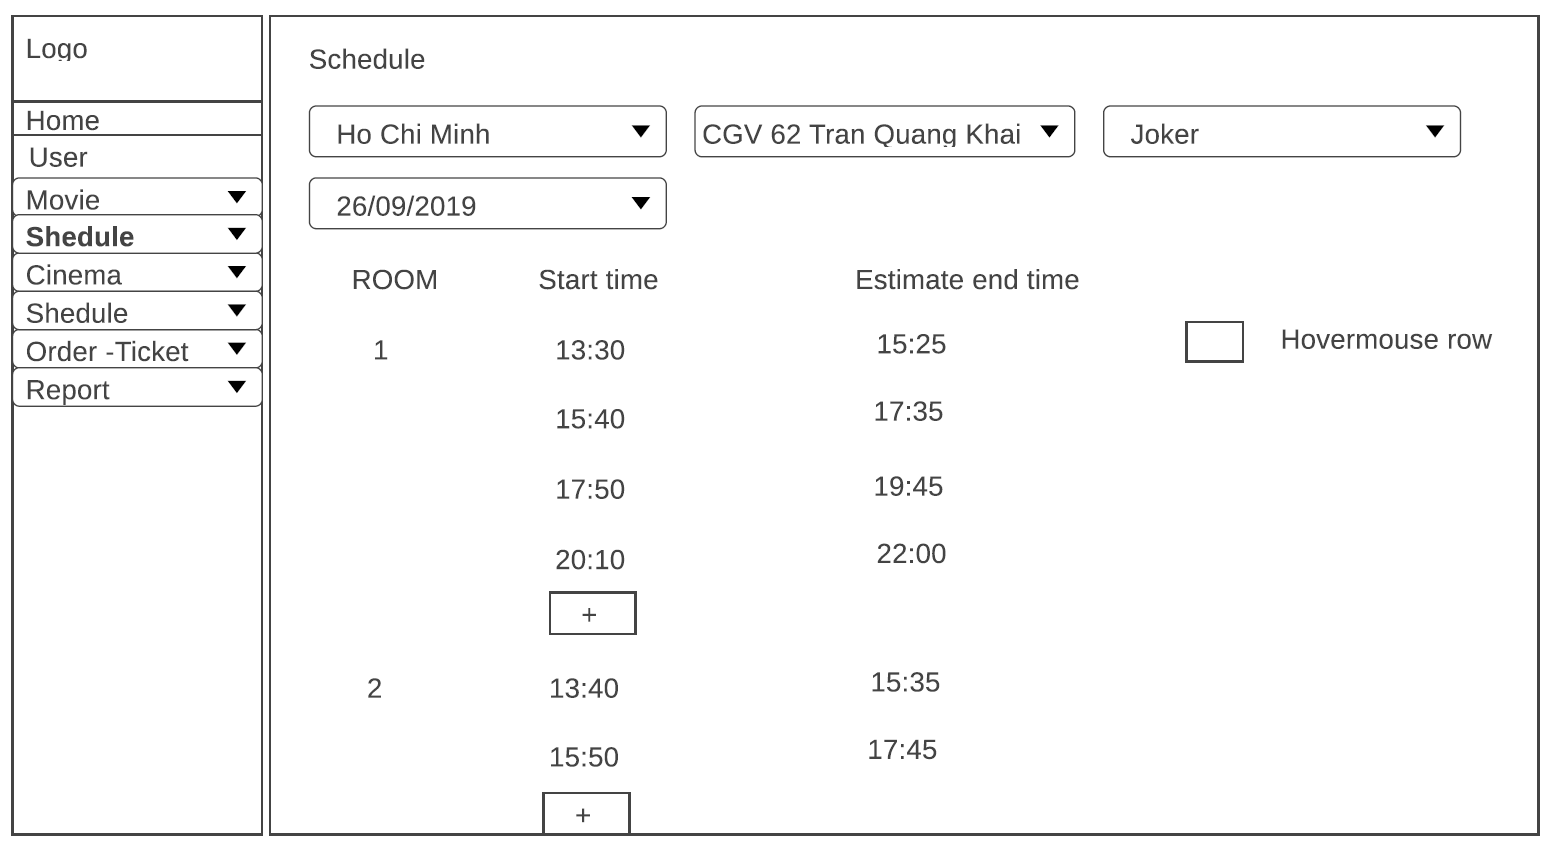 Logo
Home
User
Movie
Shedule
Cinema
Shedule
Order -Ticket
Report
Schedule
Ho Chi Minh
CGV 62 Tran Quang Khai
Joker
26/09/2019
ROOM Start time Estimate end time
1 13:30 15:25 Hovermouse row
15:40 17:35
17:50 19:45
20:10 22:00
+
2 13:40 15:35
15:50 17:45
+